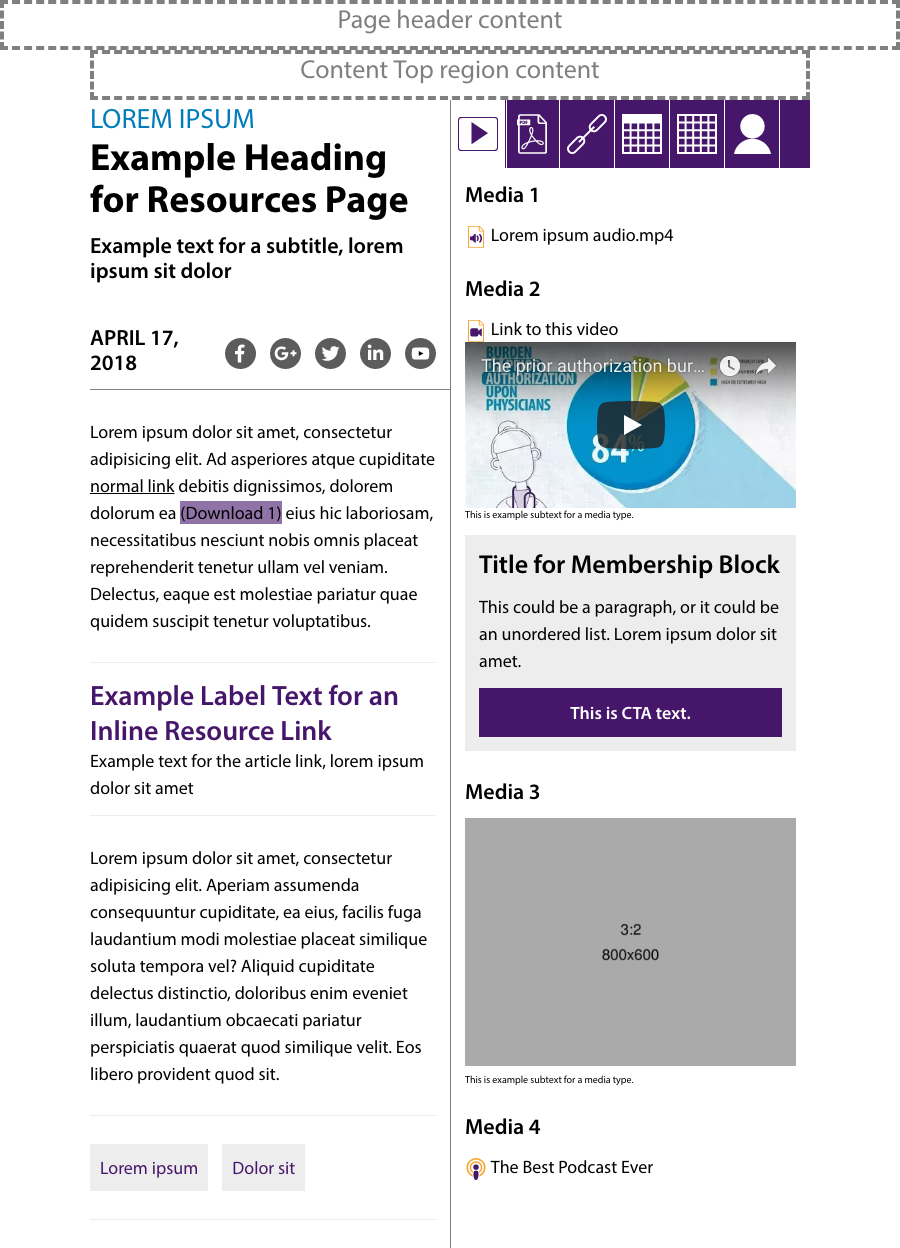 Page header content
Content Top region content
LOREM IPSUM
Example Heading
for Resources Page
Example text for a subtitle, lorem
ipsum sit dolor
APRIL 17,
2018
Lorem ipsum dolor sit amet, consectetur
adipisicing elit. Ad asperiores atque cupiditate
normal link debitis dignissimos, dolorem
dolorum ea (Download 1) eius hic laboriosam,
necessitatibus nesciunt nobis omnis placeat
reprehenderit tenetur ullam vel veniam.
Delectus, eaque est molestiae pariatur quae
quidem suscipit tenetur voluptatibus.
Example Label Text for an
Inline Resource Link
Example text for the article link, lorem ipsum
dolor sit amet
Lorem ipsum dolor sit amet, consectetur
adipisicing elit. Aperiam assumenda
consequuntur cupiditate, ea eius, facilis fuga
laudantium modi molestiae placeat similique
soluta tempora vel? Aliquid cupiditate
delectus distinctio, doloribus enim eveniet
illum, laudantium obcaecati pariatur
perspiciatis quaerat quod similique velit. Eos
libero provident quod sit.
Lorem ipsum
Dolor sit
PDF
Media 1
Lorem ipsum audio.mp4
Media 2
Link to this video
The prior authorization bur...
BURDEN
AUTHORIZATION
UPON
PHYSICIANS
84%
This is example subtext for a media type.
Title for Membership Block
This could be a paragraph, or it could be
an unordered list. Lorem ipsum dolor sit
amet.
This is CTA text.
Media 3
3:2
800x600
This is example subtext for a media type.
Media 4
The Best Podcast Ever